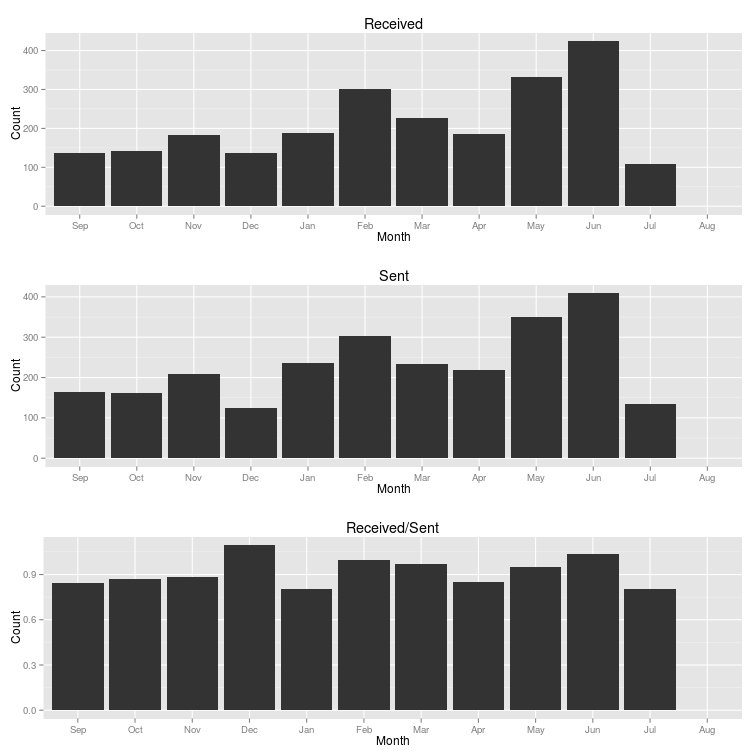 Received
400
300
200
100
0
Count
Sep Oct Nov Dec Jan Feb Mar Apr May Jun Jul Aug
Month
Sent
400
300
200
100
0
Count
Sep Oct Nov Dec Jan Feb Mar Apr May Jun Jul Aug
Month
Received/Sent
0.9
0.6
0.3
0.0
Count
Sep Oct Nov Dec Jan Feb Mar Apr May Jun Jul Aug
Month